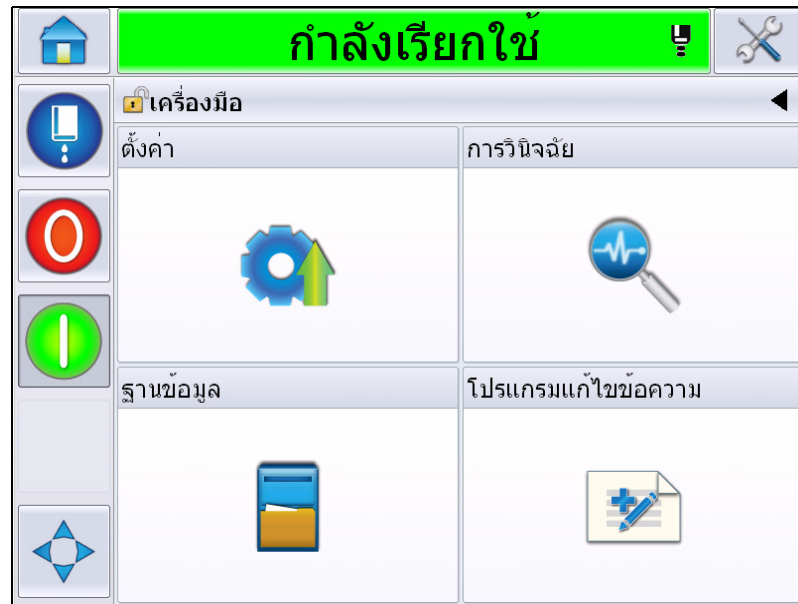 กำลังเรียกใช้
เครื่องมือ
ตั้งค่า
การวินิจฉัย
ฐานข้อมูล
โปรแกรมแก้ไขข้อความ